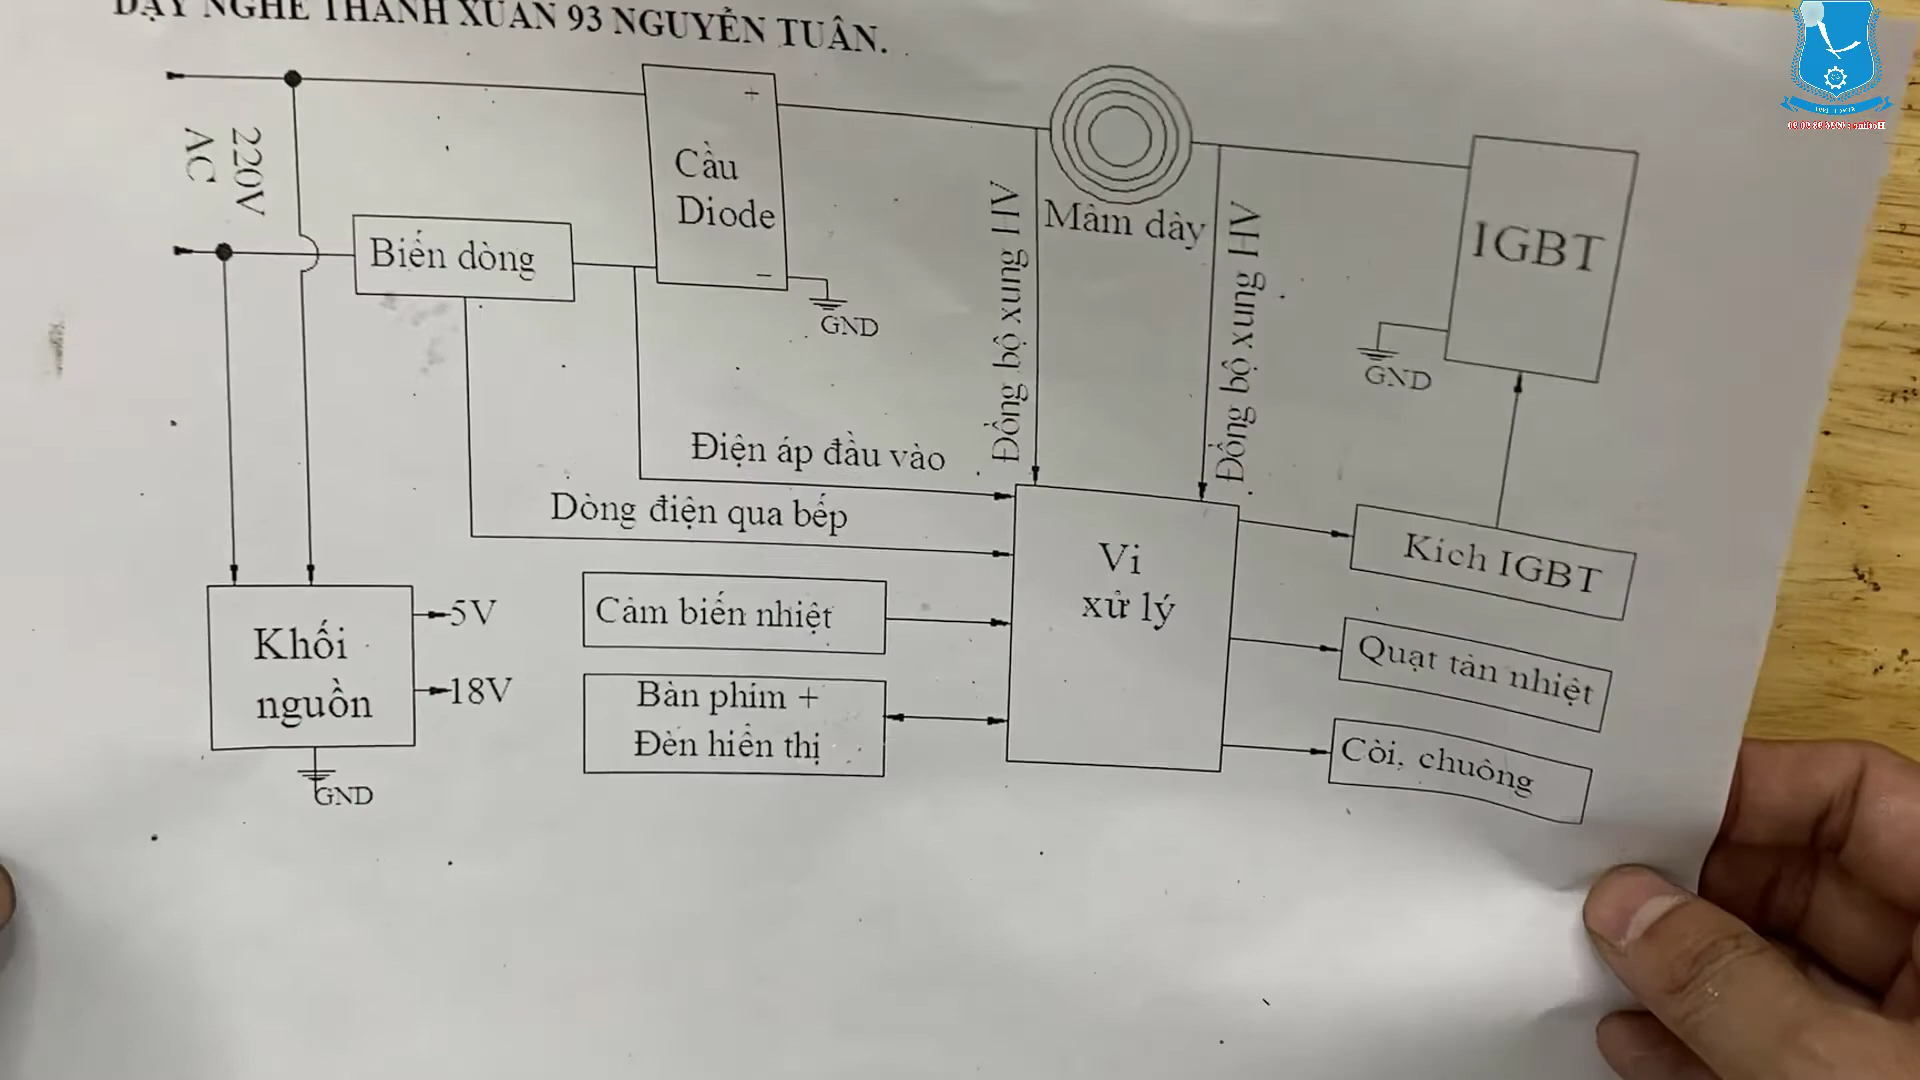 DẠY NGHỀ THANH XUÂN 93 NGUYỄN TUÂN.
220V
AC
Cầu
Diode
+
−
GND
Biến dòng
Mâm dây
Đồng bộ xung HV
Đồng bộ xung HV
IGBT
GND
Điện áp đầu vào
Dòng điện qua bếp
Vi
xử lý
Kích IGBT
Cảm biến nhiệt
Quạt tản nhiệt
Bàn phím +
Đèn hiển thị
Còi, chuông
Khối
nguồn
5V
18V
GND